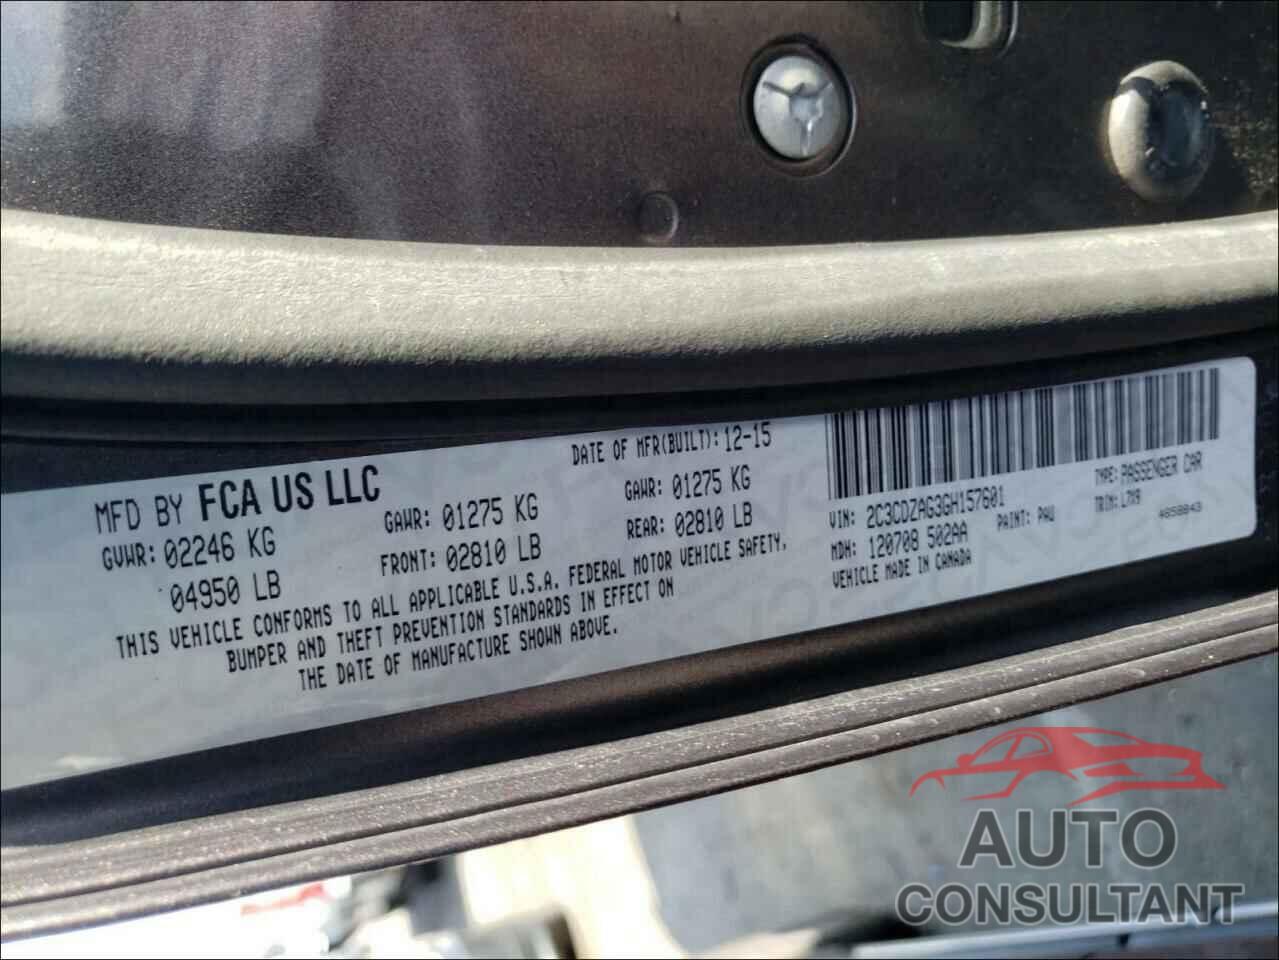 MFD BY FCA US LLC
DATE OF MFR(BUILT): 12-15
GVWR: 02246 KG
04950 LB
GAWR: 01275 KG
FRONT: 02810 LB
GAWR: 01275 KG
REAR: 02810 LB
THIS VEHICLE CONFORMS TO ALL APPLICABLE U.S.A. FEDERAL MOTOR VEHICLE SAFETY,
BUMPER AND THEFT PREVENTION STANDARDS IN EFFECT ON
THE DATE OF MANUFACTURE SHOWN ABOVE.
VIN: 2C3CDZAG3GH157601
TYPE: PASSENGER CAR
MDH: 120708 502AA
PAINT: PAU
TRIM: L7X9
VEHICLE MADE IN CANADA
4858843
AUTO
CONSULTANT